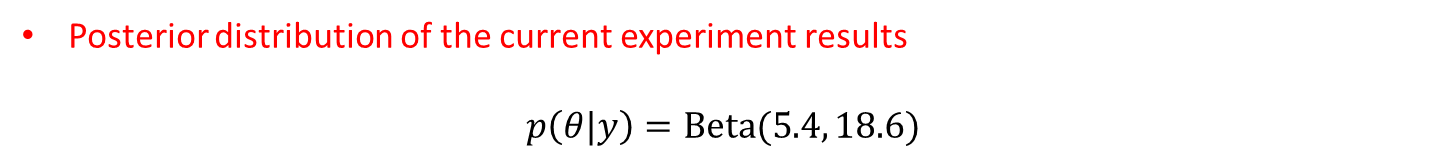 • Posterior distribution of the current experiment results
𝑝(𝜃|𝑦) = Beta(5.4, 18.6)